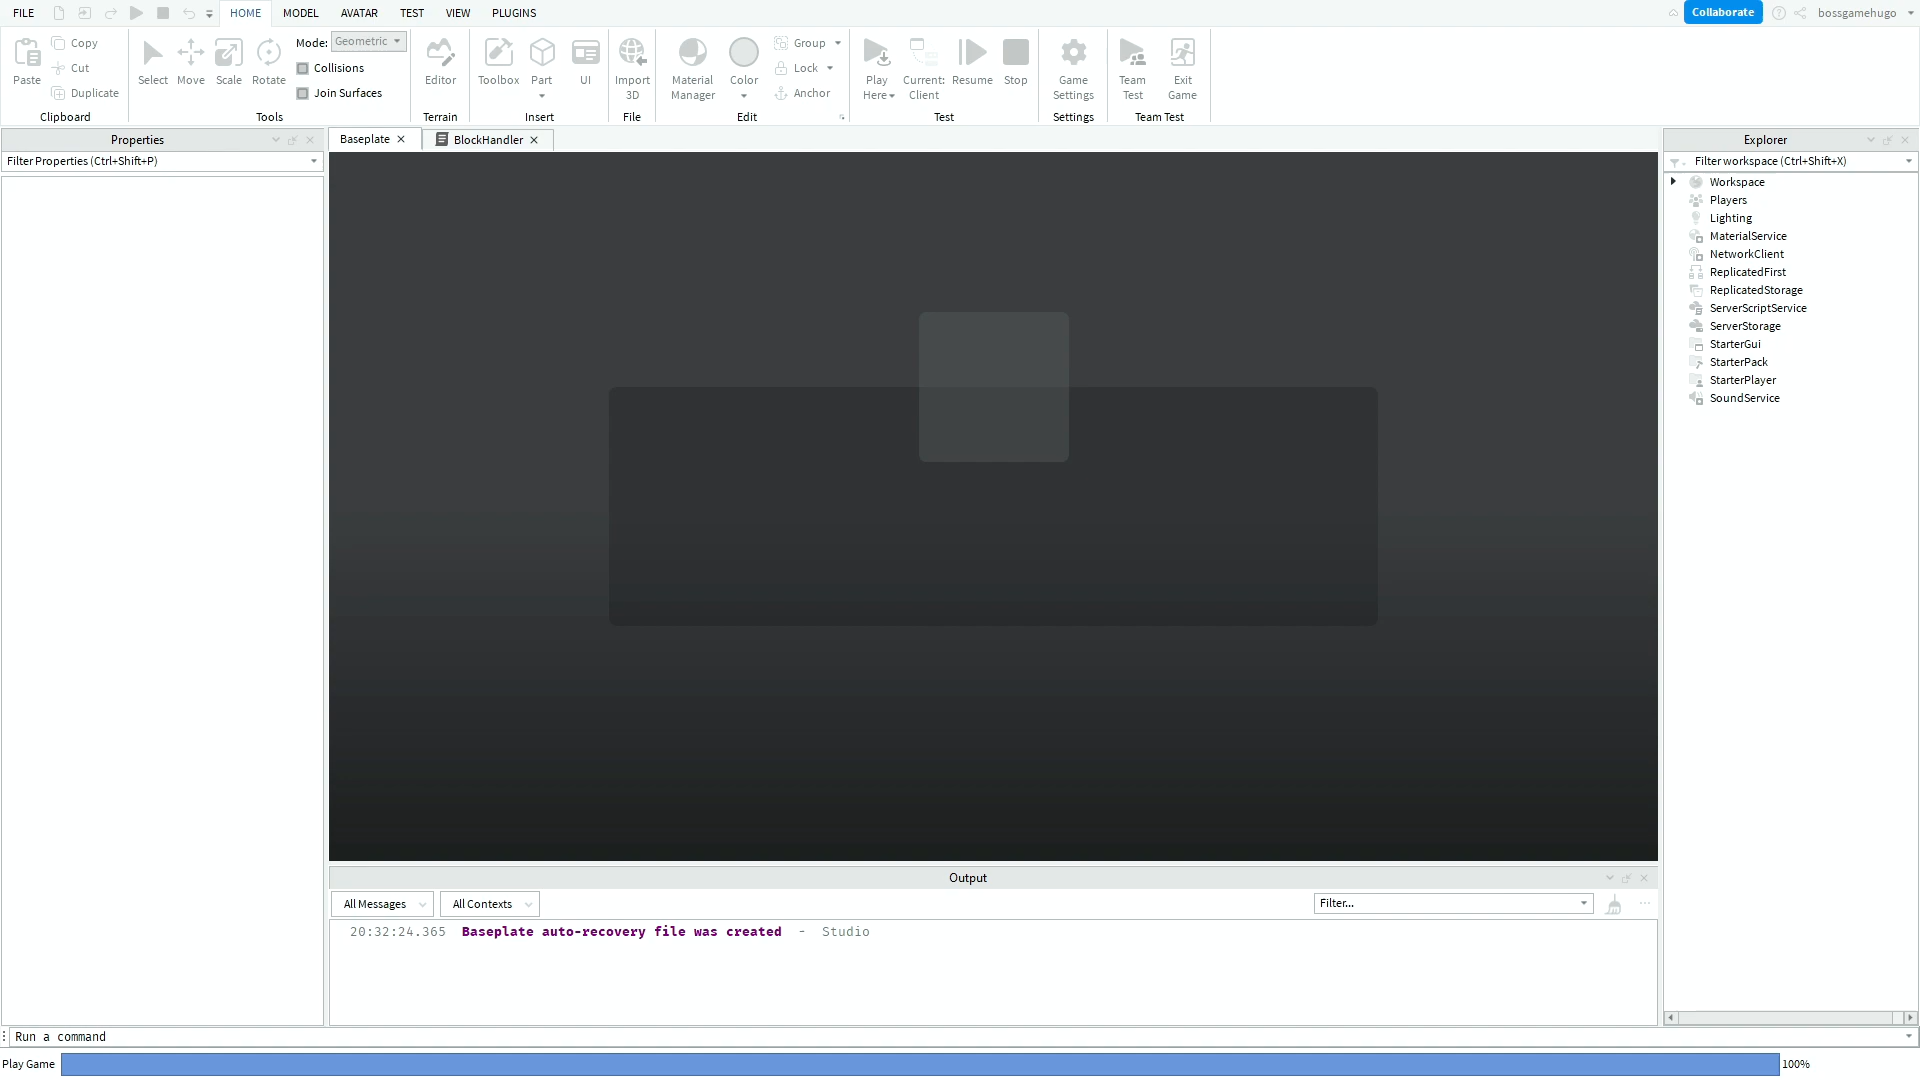 FILE HOME MODEL AVATAR TEST VIEW PLUGINS Collaborate bossgamehugo
Paste Copy Cut Duplicate
Select Move Scale Rotate
Mode: Geometric
Collisions
Join Surfaces
Editor
Toolbox Part UI
Import 3D
Material Manager Color
Group
Lock
Anchor
Play Here Current: Client Resume Stop
Game Settings
Team Test Exit Game
Clipboard Tools Terrain Insert File Edit Test Settings Team Test
Properties
Filter Properties (Ctrl+Shift+P)
Baseplate BlockHandler
Explorer
Filter workspace (Ctrl+Shift+X)
Workspace
Players
Lighting
MaterialService
NetworkClient
ReplicatedFirst
ReplicatedStorage
ServerScriptService
ServerStorage
StarterGui
StarterPack
StarterPlayer
SoundService
Output
All Messages All Contexts Filter...
20:32:24.365 Baseplate auto-recovery file was created - Studio
Run a command
Play Game 100%